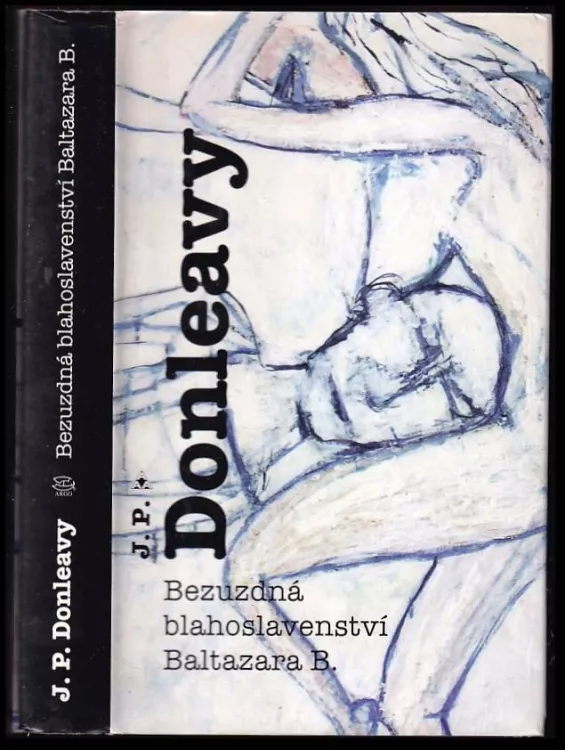 J. P. Donleavy
ARGO
Bezuzdná blahoslavenství Baltazara B.
J. P.
Donleavy
Bezuzdná
blahoslavenství
Baltazara B.